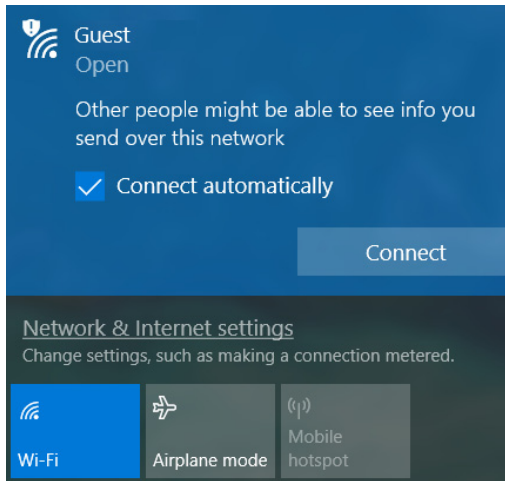 Guest
Open
Other people might be able to see info you
send over this network
Connect automatically
Connect
Network & Internet settings
Change settings, such as making a connection metered.
Wi-Fi
Airplane mode
Mobile
hotspot